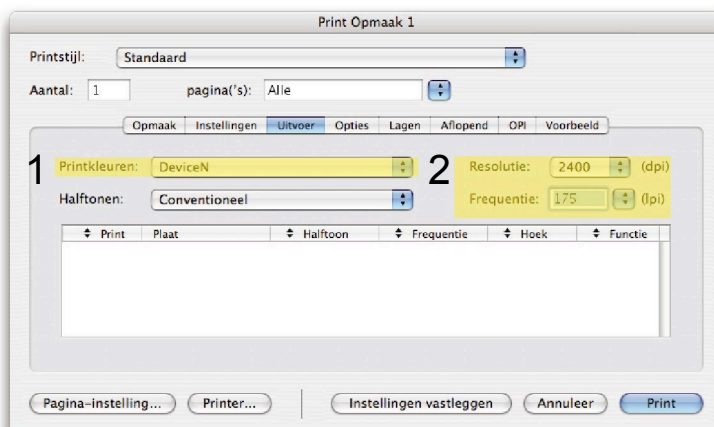 Print Opmaak 1
Printstijl: Standaard
Aantal: 1 pagina('s): Alle
Opmaak Instellingen Uitvoer Opties Lagen Aflopend OPI Voorbeeld
1 Printkleuren: DeviceN 2 Resolutie: 2400 (dpi)
Halftonen: Conventioneel Frequentie: 175 (lpi)
Print Plaat Halftoon Frequentie Hoek Functie
Pagina-instelling... Printer... Instellingen vastleggen Annuleer Print